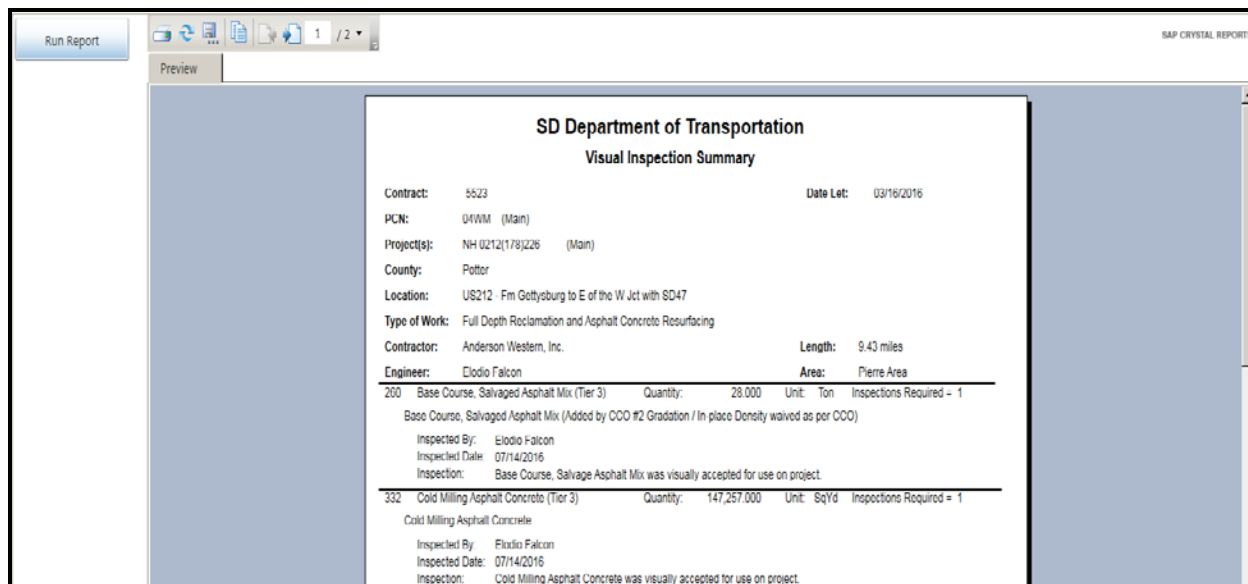 Run Report
1 / 2
SAP CRYSTAL REPORTS
Preview
SD Department of Transportation
Visual Inspection Summary
Contract: 5523 Date Let: 03/16/2016
PCN: 04WM (Main)
Project(s): NH 0212(178)226 (Main)
County: Potter
Location: US212 - Fm Gettysburg to E of the W Jct with SD47
Type of Work: Full Depth Reclamation and Asphalt Concrete Resurfacing
Contractor: Anderson Western, Inc. Length: 9.43 miles
Engineer: Elodio Falcon Area: Pierre Area
260 Base Course, Salvaged Asphalt Mix (Tier 3) Quantity: 28.000 Unit: Ton Inspections Required = 1
Base Course, Salvaged Asphalt Mix (Added by CCO #2 Gradation / In place Density waived as per CCO)
Inspected By: Elodio Falcon
Inspected Date: 07/14/2016
Inspection: Base Course, Salvage Asphalt Mix was visually accepted for use on project.
332 Cold Milling Asphalt Concrete (Tier 3) Quantity: 147,257.000 Unit: SqYd Inspections Required = 1
Cold Milling Asphalt Concrete
Inspected By: Elodio Falcon
Inspected Date: 07/14/2016
Inspection: Cold Milling Asphalt Concrete was visually accepted for use on project.